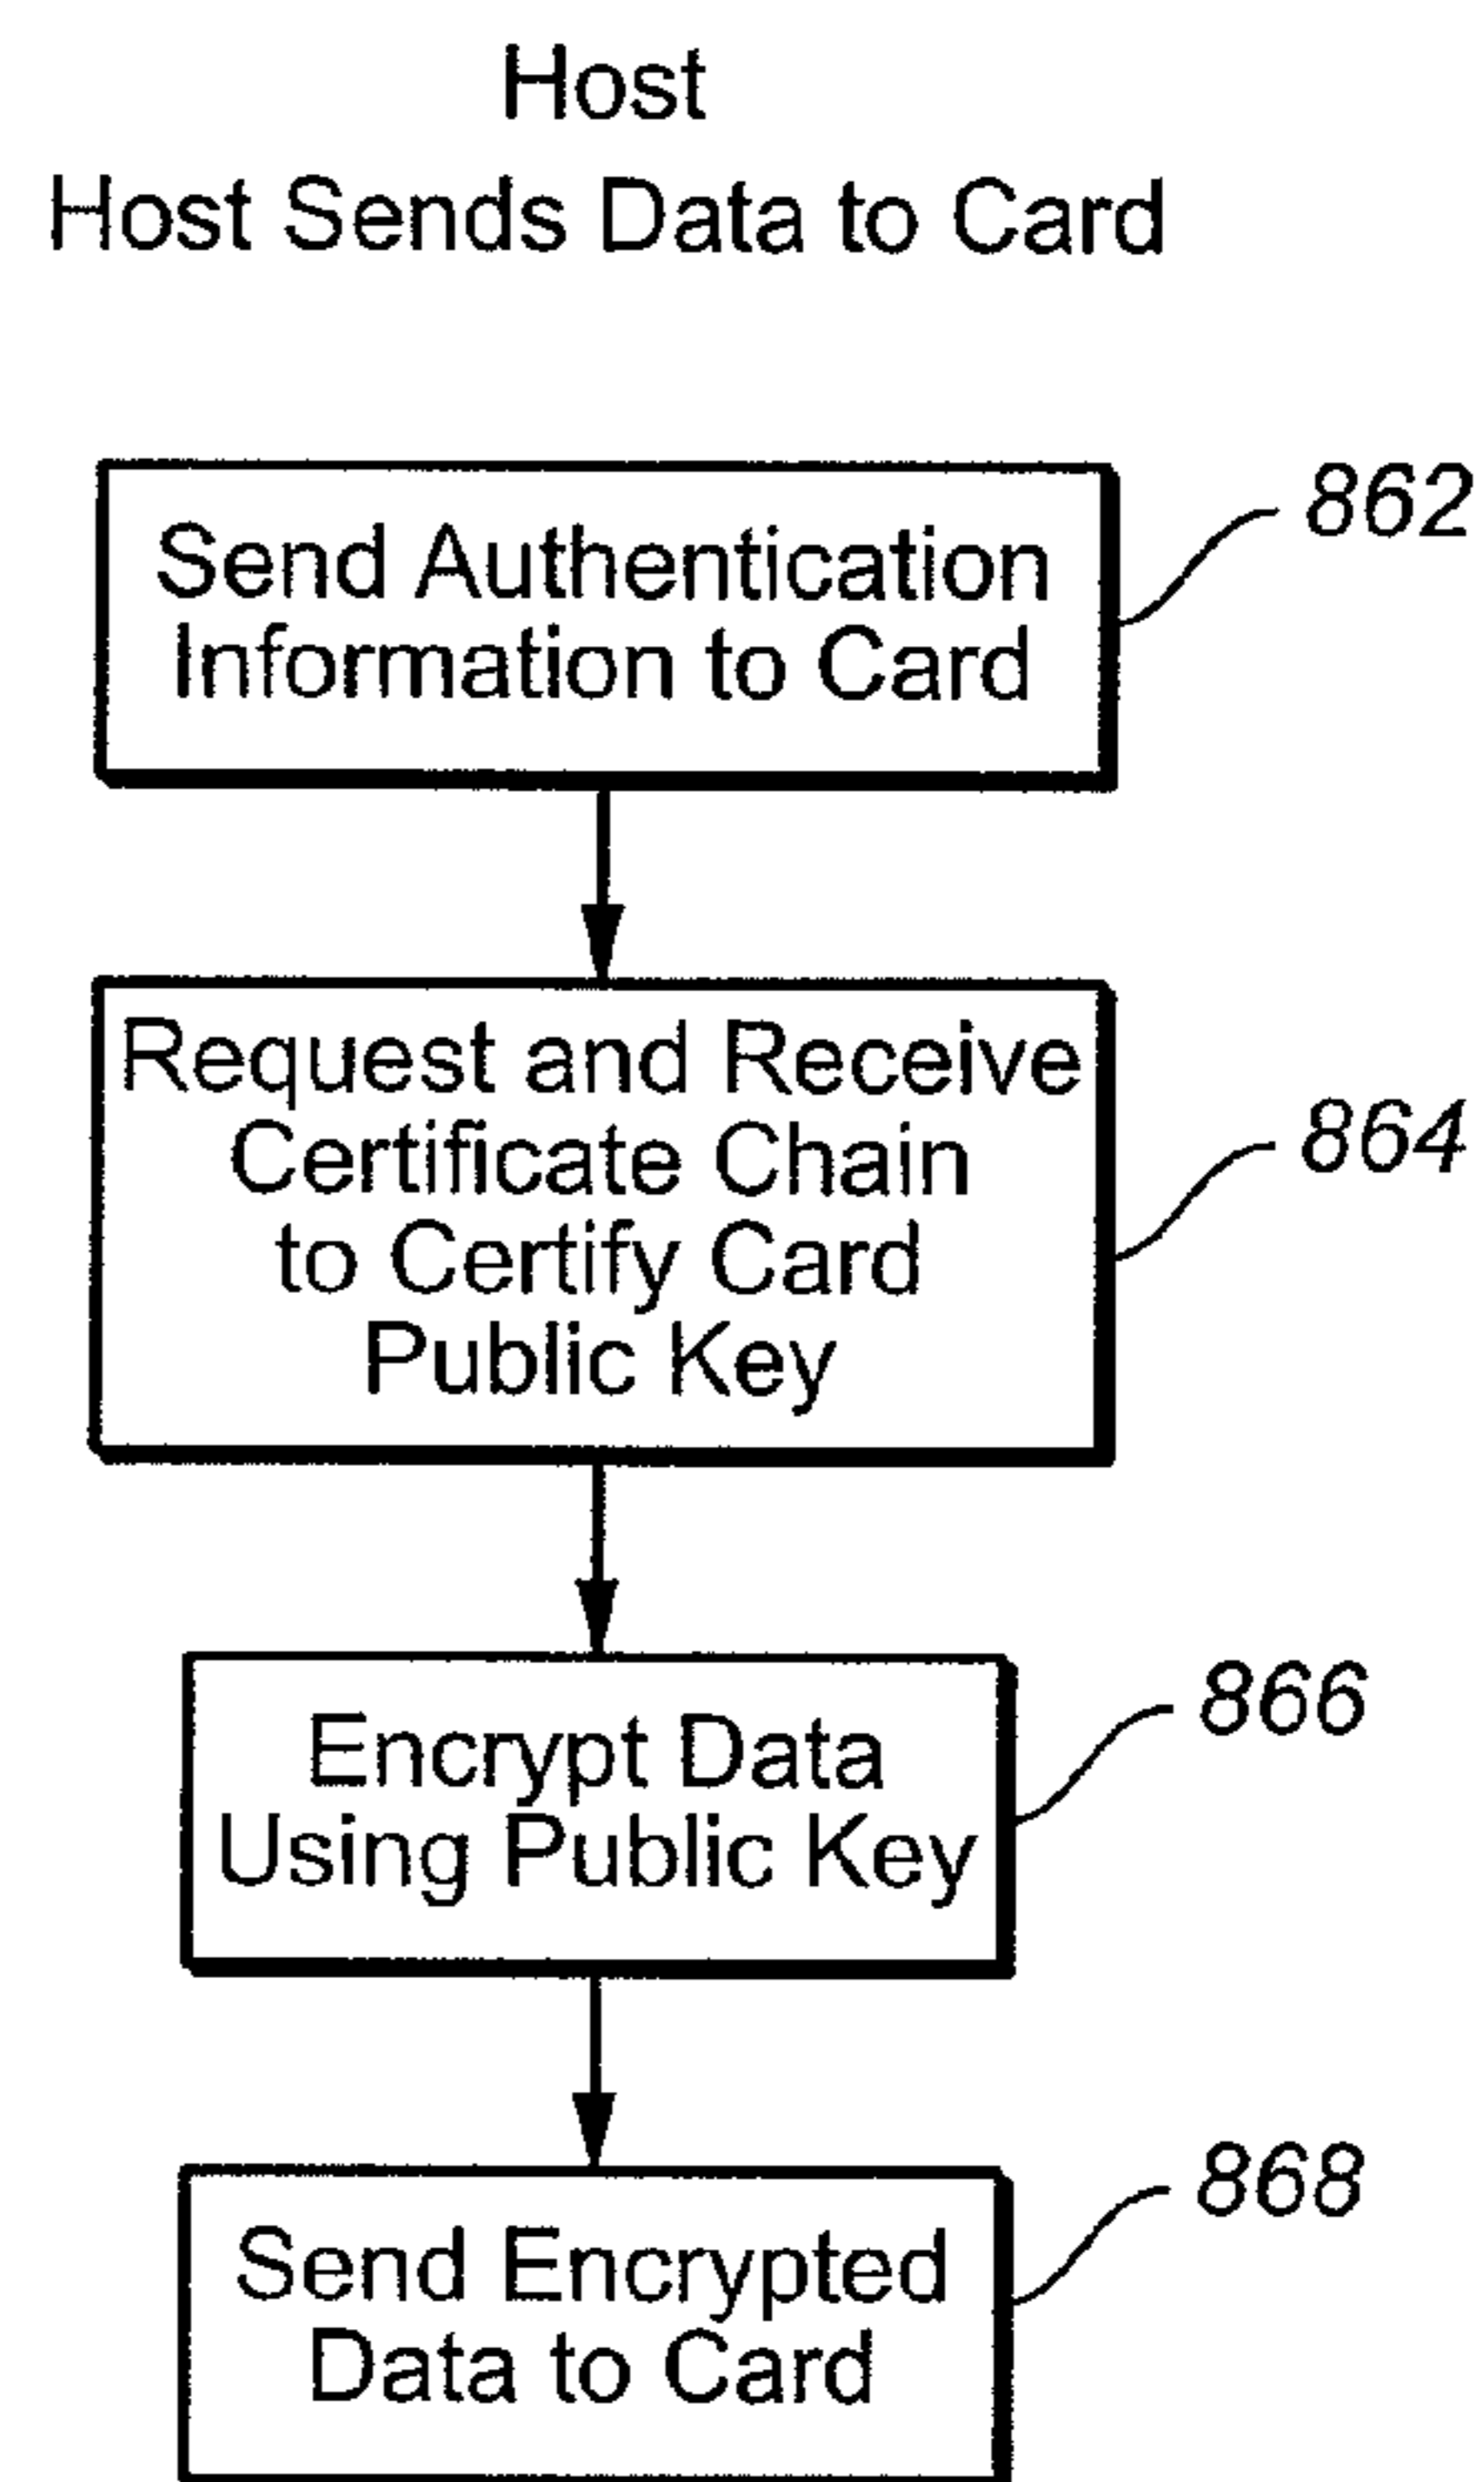 Host
Host Sends Data to Card
Send Authentication
Information to Card
862
Request and Receive
Certificate Chain
to Certify Card
Public Key
864
Encrypt Data
Using Public Key
866
Send Encrypted
Data to Card
868